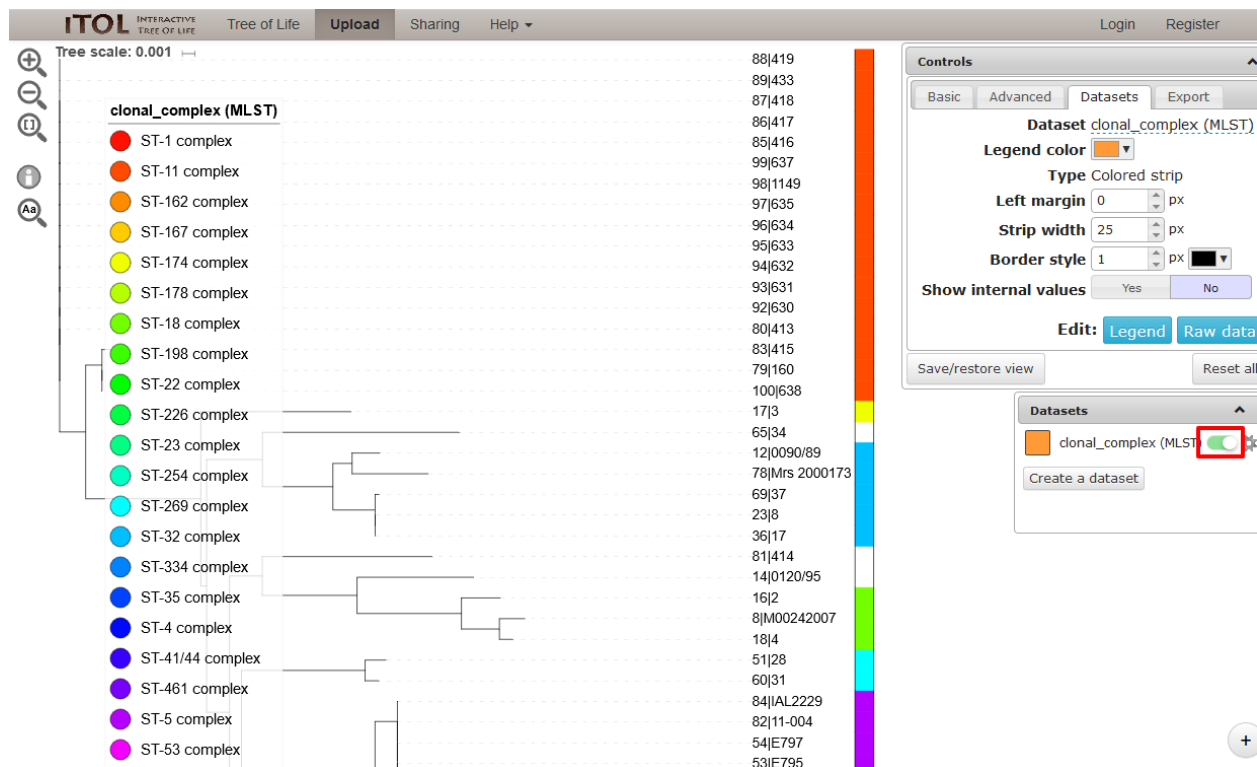 iTOL INTERACTIVE TREE OF LIFE Tree of Life Upload Sharing Help Login Register
Tree scale: 0.001
clonal_complex (MLST)
ST-1 complex
ST-11 complex
ST-162 complex
ST-167 complex
ST-174 complex
ST-178 complex
ST-18 complex
ST-198 complex
ST-22 complex
ST-226 complex
ST-23 complex
ST-254 complex
ST-269 complex
ST-32 complex
ST-334 complex
ST-35 complex
ST-4 complex
ST-41/44 complex
ST-461 complex
ST-5 complex
ST-53 complex
Aa
88|419
89|433
87|418
86|417
85|416
99|637
98|1149
97|635
96|634
95|633
94|632
93|631
92|630
80|413
83|415
79|160
100|638
17|3
65|34
12|0090/89
78|Mrs 2000173
69|37
23|8
36|17
81|414
14|0120/95
16|2
8|M00242007
18|4
51|28
60|31
84|IAL2229
82|11-004
54|E797
53|E795
Controls
Basic Advanced Datasets Export
Dataset clonal_complex (MLST)
Legend color
Type Colored strip
Left margin 0 px
Strip width 25 px
Border style 1 px
Show internal values Yes No
Edit: Legend Raw data
Save/restore view Reset all
Datasets
clonal_complex (MLST)
Create a dataset
+